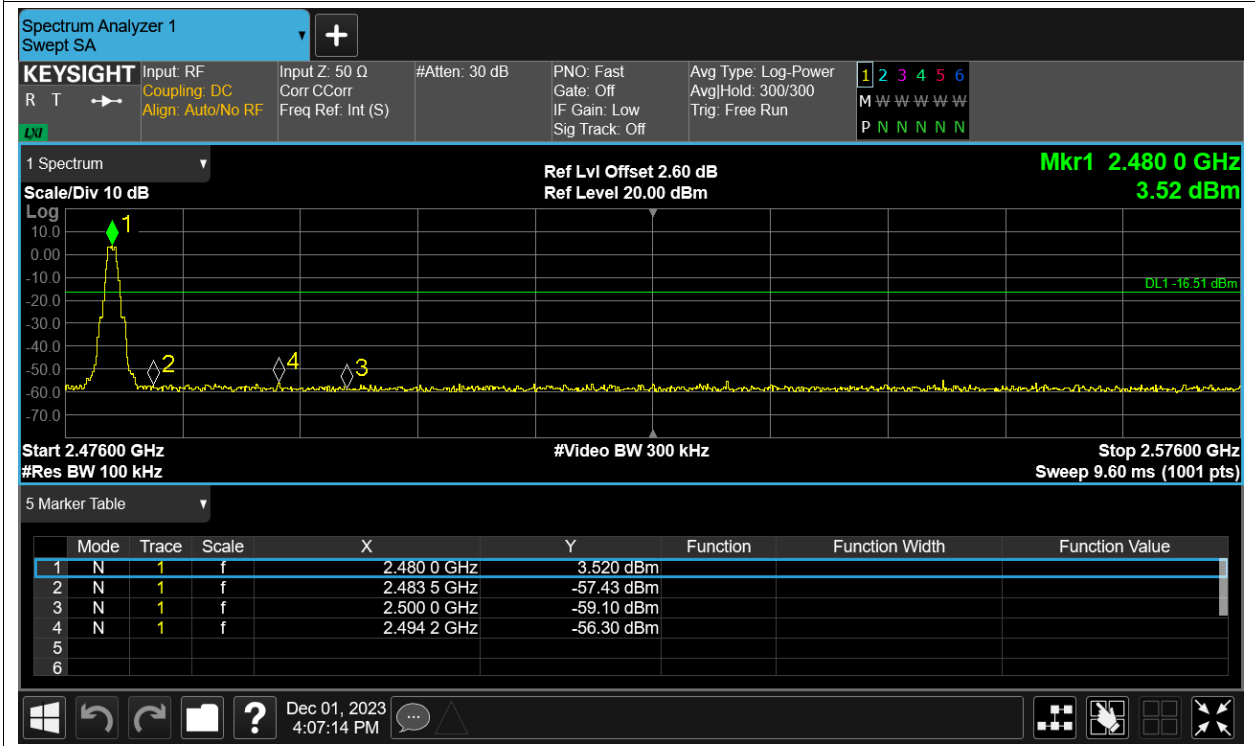 Spectrum Analyzer 1
Swept SA
+
KEYSIGHT Input: RF Input Z: 50 Ω #Atten: 30 dB PNO: Fast Avg Type: Log-Power 1 2 3 4 5 6
R T Coupling: DC Corr CCorr Gate: Off Avg|Hold: 300/300 M W W W W W
Align: Auto/No RF Freq Ref: Int (S) IF Gain: Low Trig: Free Run
LXI Sig Track: Off P N N N N N
1 Spectrum Ref Lvl Offset 2.60 dB Mkr1 2.480 0 GHz
Scale/Div 10 dB Ref Level 20.00 dBm 3.52 dBm
Log
1
10.0
0.00
-10.0
DL1 -16.51 dBm
-20.0
-30.0
-40.0
2 4 3
-50.0
-60.0
-70.0
Start 2.47600 GHz #Video BW 300 kHz Stop 2.57600 GHz
#Res BW 100 kHz Sweep 9.60 ms (1001 pts)
5 Marker Table
Mode Trace Scale X Y Function Function Width Function Value
1 N 1 f 2.480 0 GHz 3.520 dBm
2 N 1 f 2.483 5 GHz -57.43 dBm
3 N 1 f 2.500 0 GHz -59.10 dBm
4 N 1 f 2.494 2 GHz -56.30 dBm
5
6
? Dec 01, 2023
4:07:14 PM